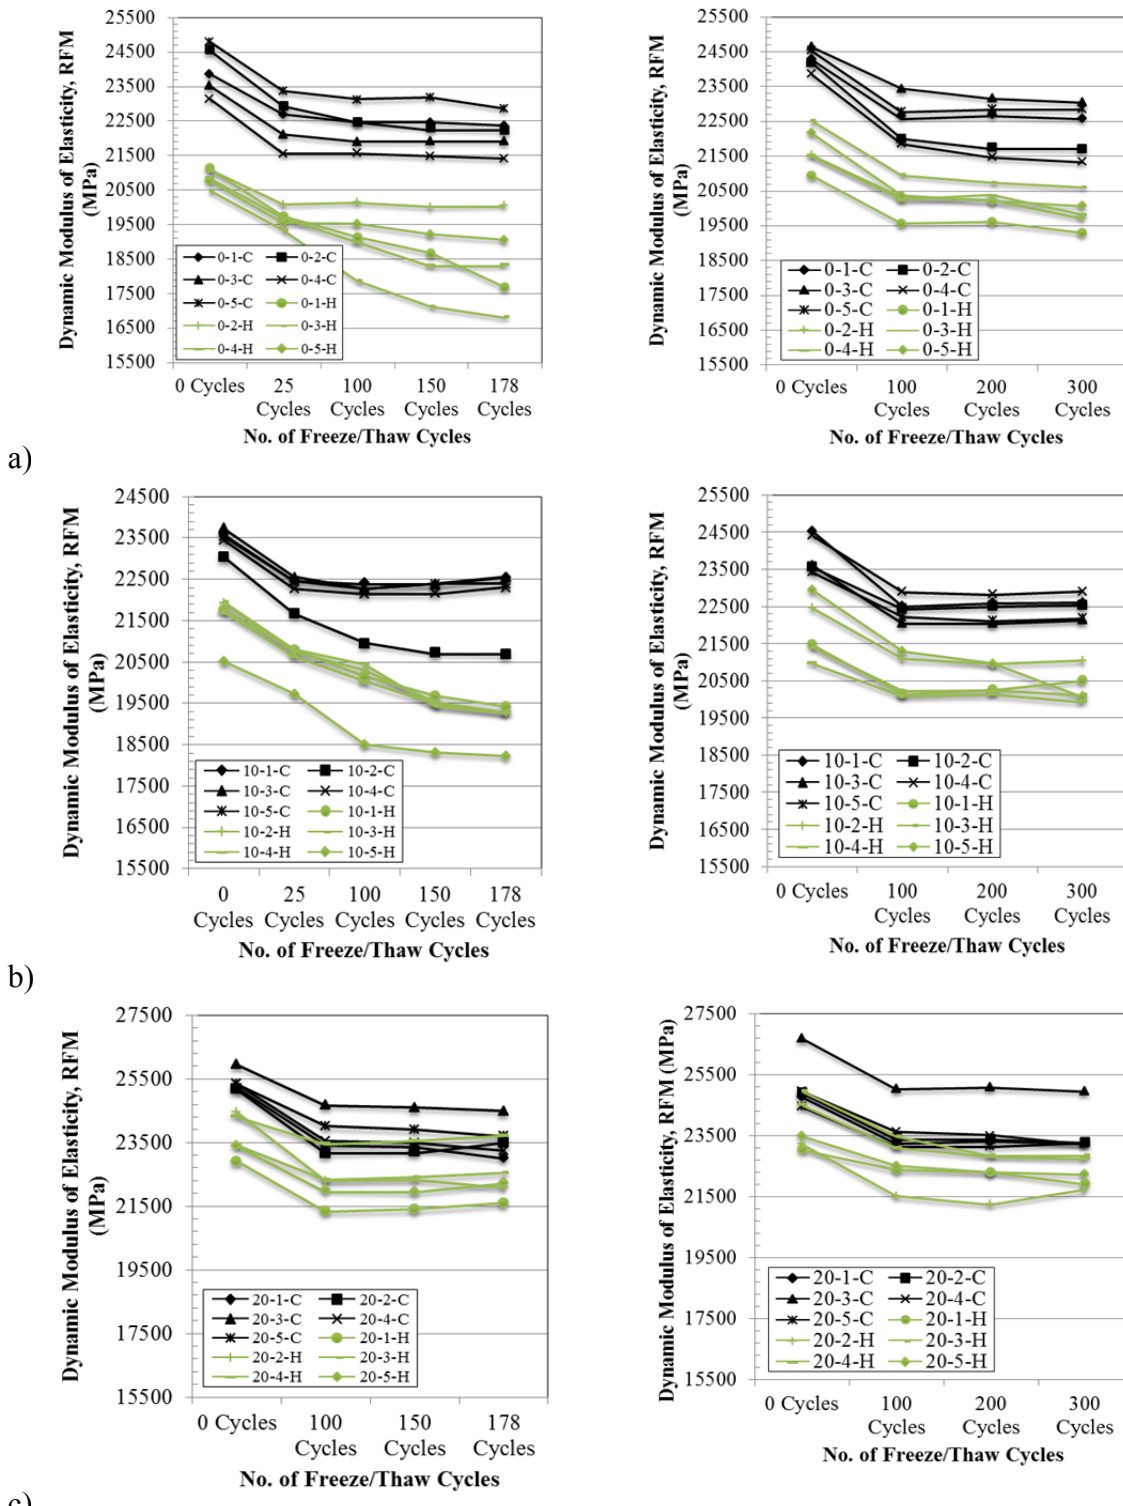 25500
24500
23500
22500
21500
20500
19500
18500
17500
16500
15500
Dynamic Modulus of Elasticity, RFM
(MPa)
0-1-C 0-2-C
0-3-C 0-4-C
0-5-C 0-1-H
0-2-H 0-3-H
0-4-H 0-5-H
0 Cycles 25 100 150 178
Cycles Cycles Cycles Cycles
No. of Freeze/Thaw Cycles
25500
24500
23500
22500
21500
20500
19500
18500
17500
16500
15500
Dynamic Modulus of Elasticity, RFM
(MPa)
0-1-C 0-2-C
0-3-C 0-4-C
0-5-C 0-1-H
0-2-H 0-3-H
0-4-H 0-5-H
0 Cycles 100 200 300
Cycles Cycles Cycles
No. of Freeze/Thaw Cycles
a)
24500
23500
22500
21500
20500
19500
18500
17500
16500
15500
Dynamic Modulus of Elasticity, RFM
(MPa)
10-1-C 10-2-C
10-3-C 10-4-C
10-5-C 10-1-H
10-2-H 10-3-H
10-4-H 10-5-H
0 25 100 150 178
Cycles Cycles Cycles Cycles Cycles
No. of Freeze/Thaw Cycles
25500
24500
23500
22500
21500
20500
19500
18500
17500
16500
15500
Dynamic Modulus of Elasticity, RFM
(MPa)
10-1-C 10-2-C
10-3-C 10-4-C
10-5-C 10-1-H
10-2-H 10-3-H
10-4-H 10-5-H
0 Cycles 100 200 300
Cycles Cycles Cycles
No. of Freeze/Thaw Cycles
b)
27500
25500
23500
21500
19500
17500
15500
Dynamic Modulus of Elasticity, RFM
(MPa)
20-1-C 20-2-C
20-3-C 20-4-C
20-5-C 20-1-H
20-2-H 20-3-H
20-4-H 20-5-H
0 Cycles 100 150 178
Cycles Cycles Cycles
No. of Freeze/Thaw Cycles
27500
25500
23500
21500
19500
17500
15500
Dynamic Modulus of Elasticity, RFM (MPa)
20-1-C 20-2-C
20-3-C 20-4-C
20-5-C 20-1-H
20-2-H 20-3-H
20-4-H 20-5-H
0 Cycles 100 200 300
Cycles Cycles Cycles
No. of Freeze/Thaw Cycles
c)